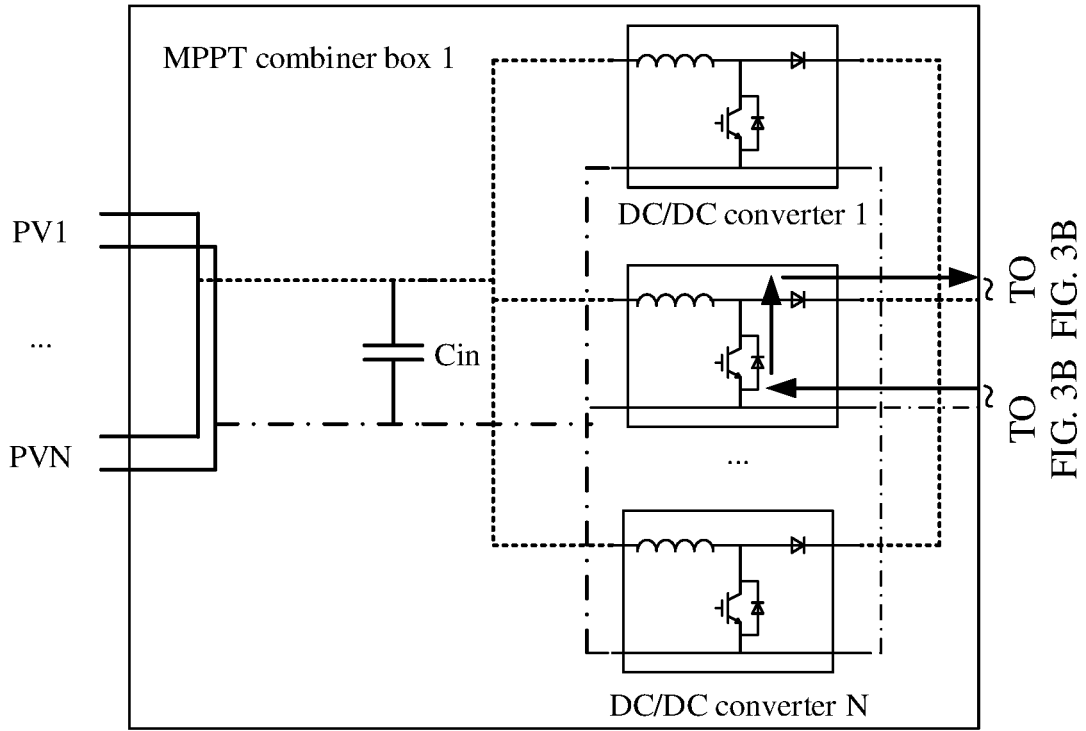 MPPT combiner box 1
DC/DC converter 1
PV1
...
PVN
Cin
...
DC/DC converter N
TO
FIG. 3B
TO
FIG. 3B